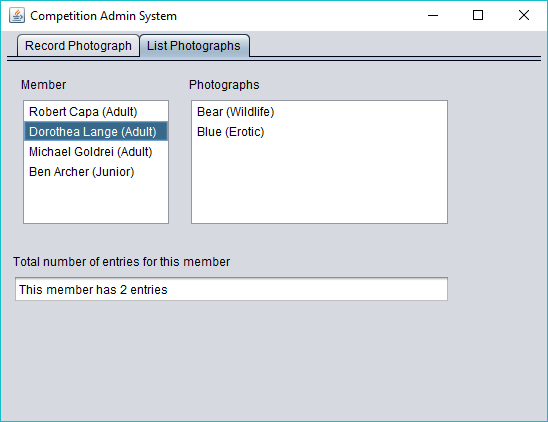 Competition Admin System
Record Photograph
List Photographs
Member
Photographs
Robert Capa (Adult)
Dorothea Lange (Adult)
Michael Goldrei (Adult)
Ben Archer (Junior)
Bear (Wildlife)
Blue (Erotic)
Total number of entries for this member
This member has 2 entries